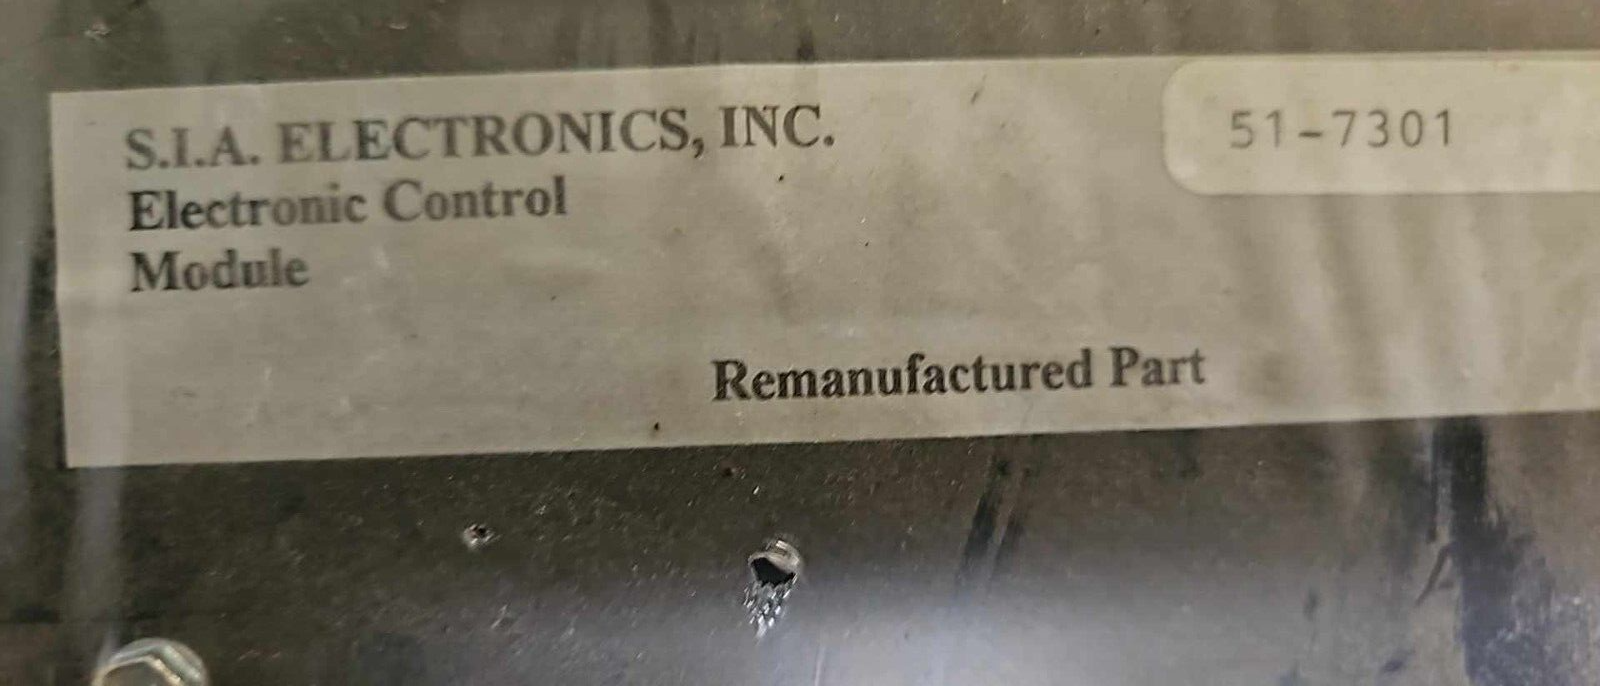 S.I.A. ELECTRONICS, INC.
51-7301
Electronic Control
Module
Remanufactured Part